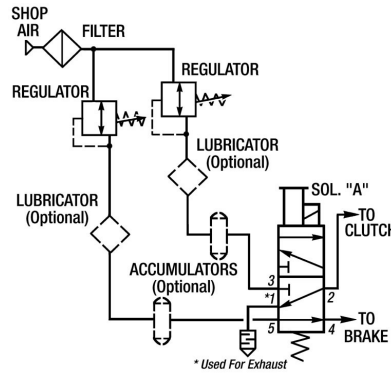 SHOP
AIR
FILTER
REGULATOR
REGULATOR
LUBRICATOR
(Optional)
LUBRICATOR
(Optional)
SOL. "A"
TO
CLUTCH
ACCUMULATORS
(Optional)
3
*1
2
5
4
TO
BRAKE
* Used For Exhaust